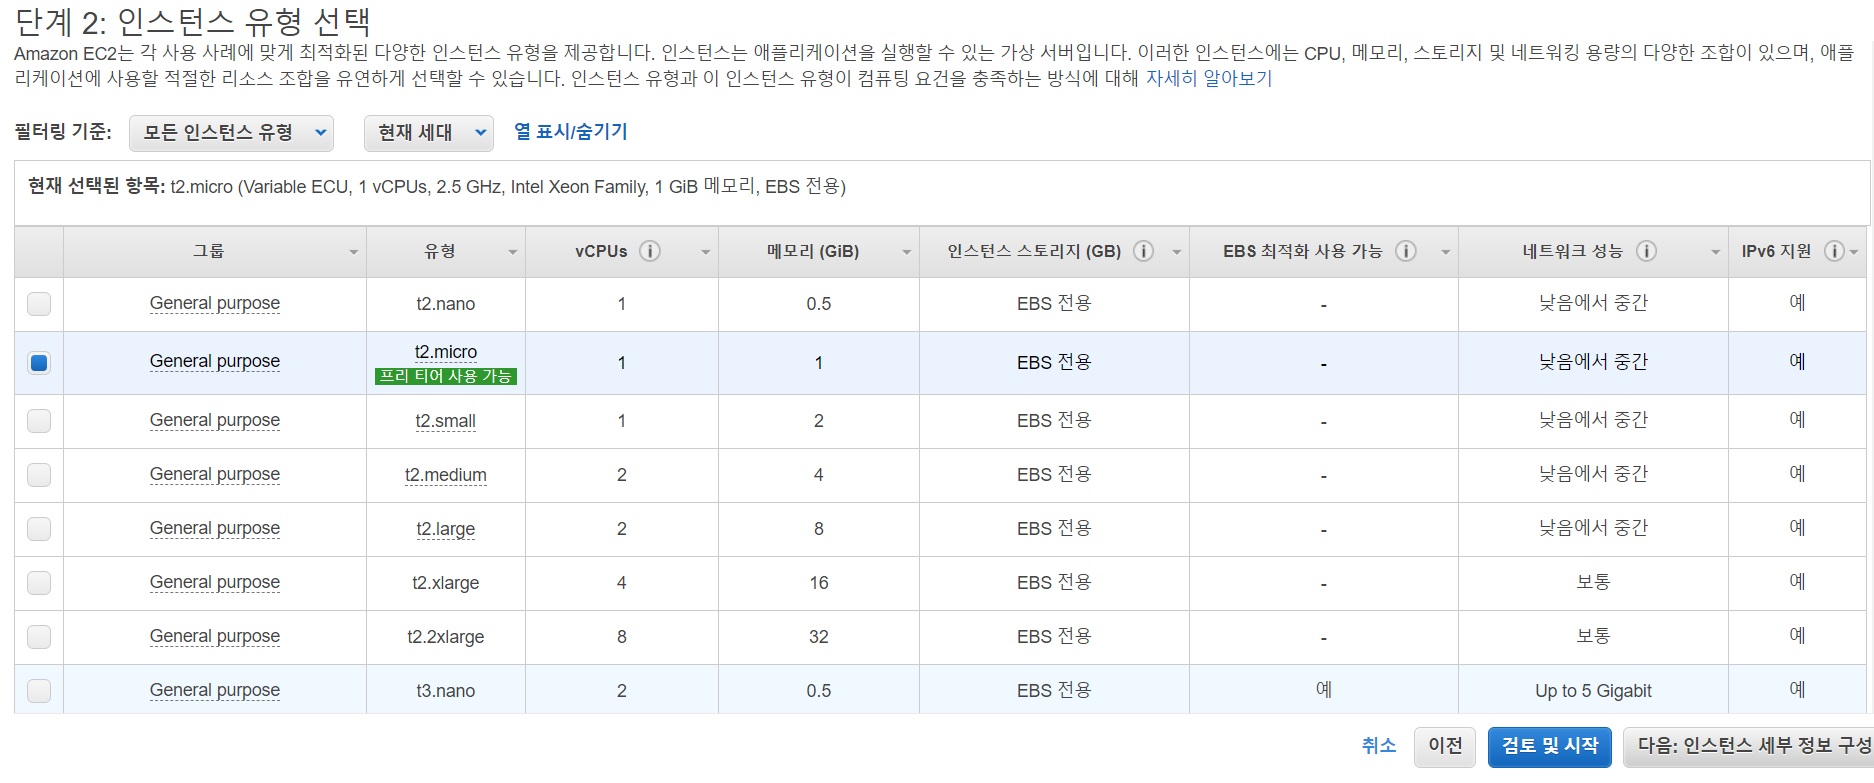 단계 2: 인스턴스 유형 선택
Amazon EC2는 각 사용 사례에 맞게 최적화된 다양한 인스턴스 유형을 제공합니다. 인스턴스는 애플리케이션을 실행할 수 있는 가상 서버입니다. 이러한 인스턴스에는 CPU, 메모리, 스토리지 및 네트워킹 용량의 다양한 조합이 있으며, 애플
리케이션에 사용할 적절한 리소스 조합을 유연하게 선택할 수 있습니다. 인스턴스 유형과 이 인스턴스 유형이 컴퓨팅 요건을 충족하는 방식에 대해 자세히 알아보기
필터링 기준: 모든 인스턴스 유형 현재 세대 열 표시/숨기기
현재 선택된 항목: t2.micro (Variable ECU, 1 vCPUs, 2.5 GHz, Intel Xeon Family, 1 GiB 메모리, EBS 전용)
그룹 유형 vCPUs 메모리 (GiB) 인스턴스 스토리지 (GB) EBS 최적화 사용 가능 네트워크 성능 IPv6 지원
General purpose t2.nano 1 0.5 EBS 전용 - 낮음에서 중간 예
General purpose t2.micro 1 1 EBS 전용 - 낮음에서 중간 예
프리 티어 사용 가능
General purpose t2.small 1 2 EBS 전용 - 낮음에서 중간 예
General purpose t2.medium 2 4 EBS 전용 - 낮음에서 중간 예
General purpose t2.large 2 8 EBS 전용 - 낮음에서 중간 예
General purpose t2.xlarge 4 16 EBS 전용 - 보통 예
General purpose t2.2xlarge 8 32 EBS 전용 - 보통 예
General purpose t3.nano 2 0.5 EBS 전용 예 Up to 5 Gigabit 예
취소 이전 검토 및 시작 다음: 인스턴스 세부 정보 구성